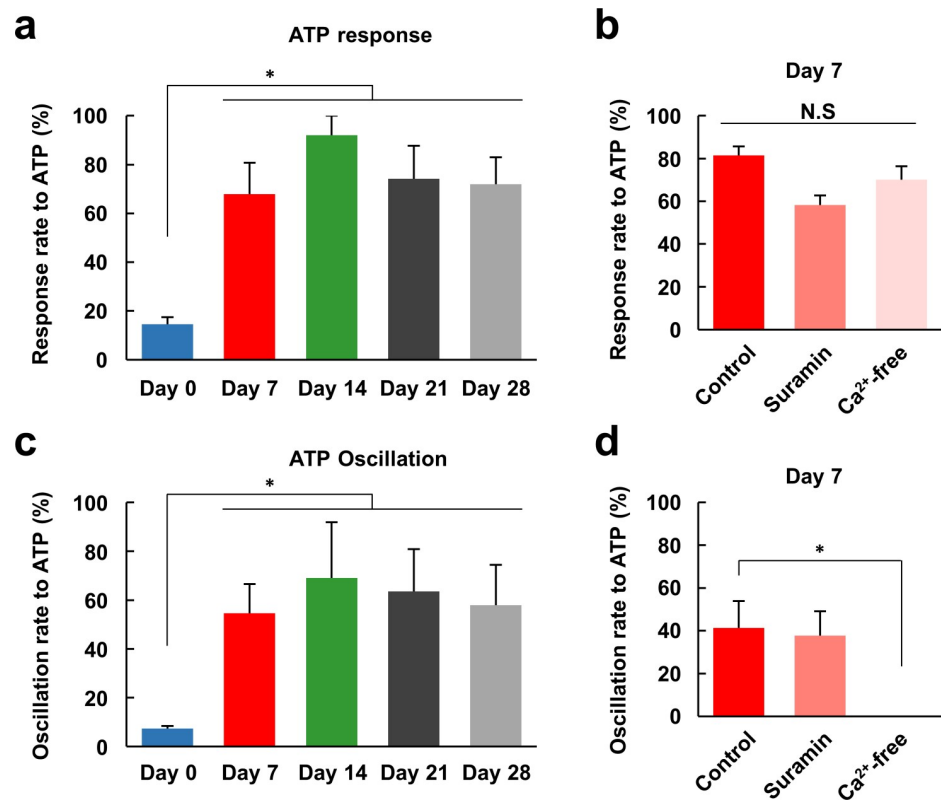 a
ATP response
*
Response rate to ATP (%)
100
80
60
40
20
0
Day 0 Day 7 Day 14 Day 21 Day 28
b
Day 7
N.S
Response rate to ATP (%)
100
80
60
40
20
0
Control Suramin Ca²⁺-free
c
ATP Oscillation
*
Oscillation rate to ATP (%)
100
80
60
40
20
0
Day 0 Day 7 Day 14 Day 21 Day 28
d
Day 7
*
Oscillation rate to ATP (%)
100
80
60
40
20
0
Control Suramin Ca²⁺-free